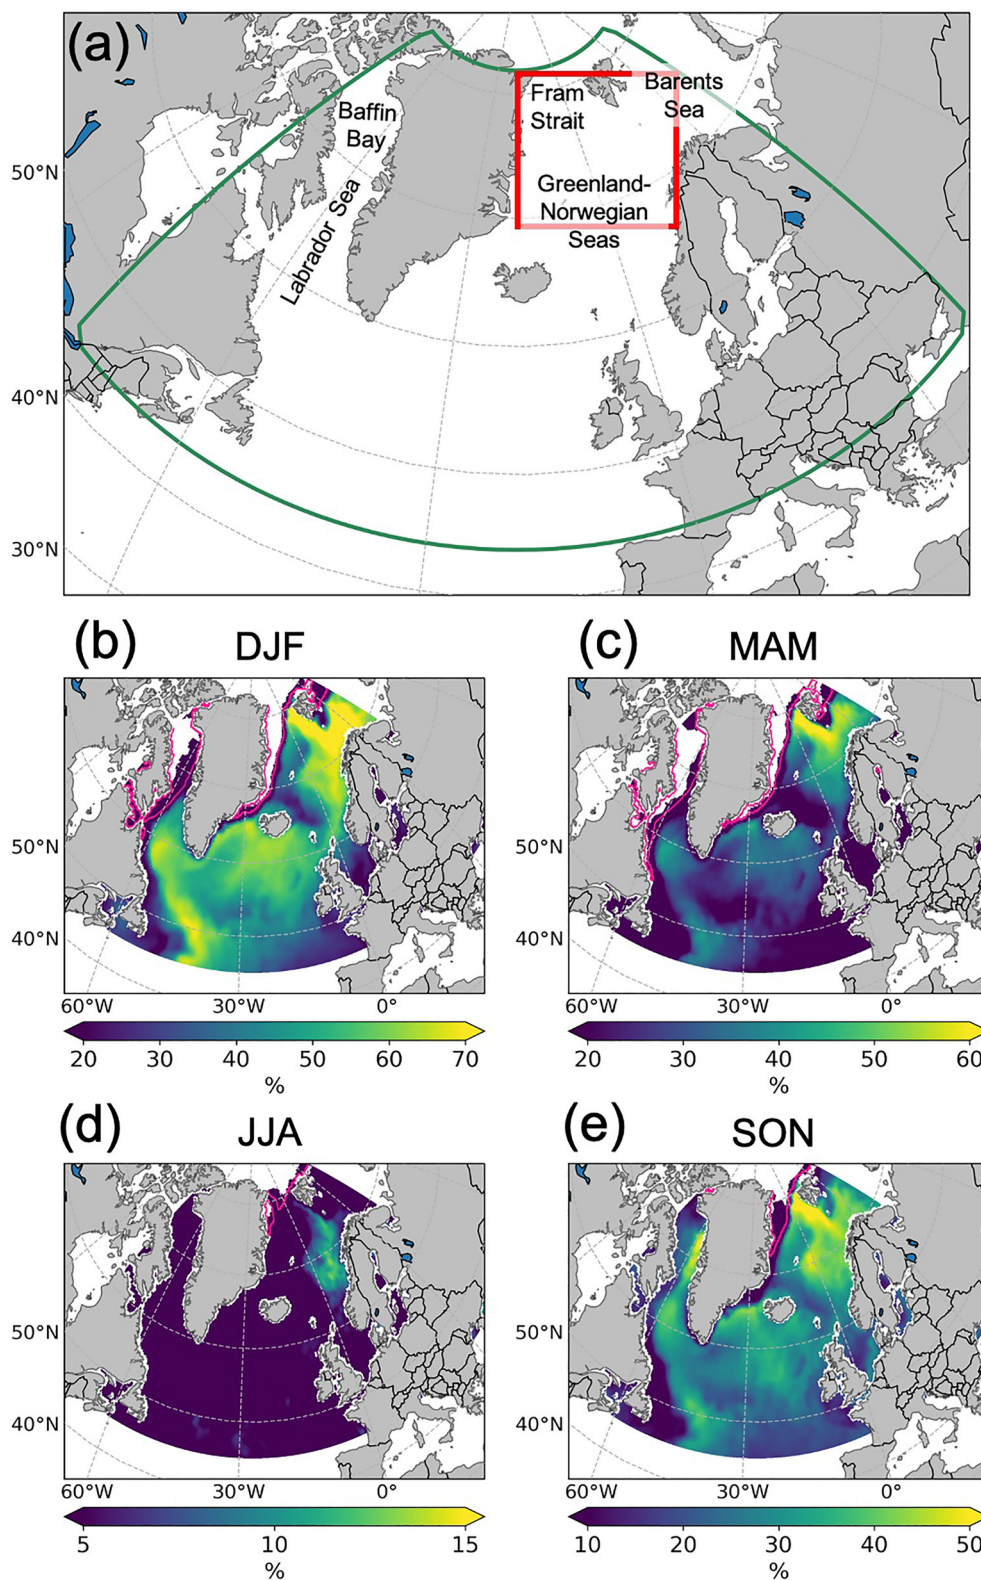 (a)
Fram
Strait
Barents
Sea
Baffin
Bay
Labrador Sea
Greenland-
Norwegian
Seas
50°N
40°N
30°N
(b) DJF
50°N
40°N
60°W 30°W 0°
20 30 40 50 60 70
%
(c) MAM
50°N
40°N
60°W 30°W 0°
20 30 40 50 60
%
(d) JJA
50°N
40°N
60°W 30°W 0°
5 10 15
%
(e) SON
50°N
40°N
60°W 30°W 0°
10 20 30 40 50
%